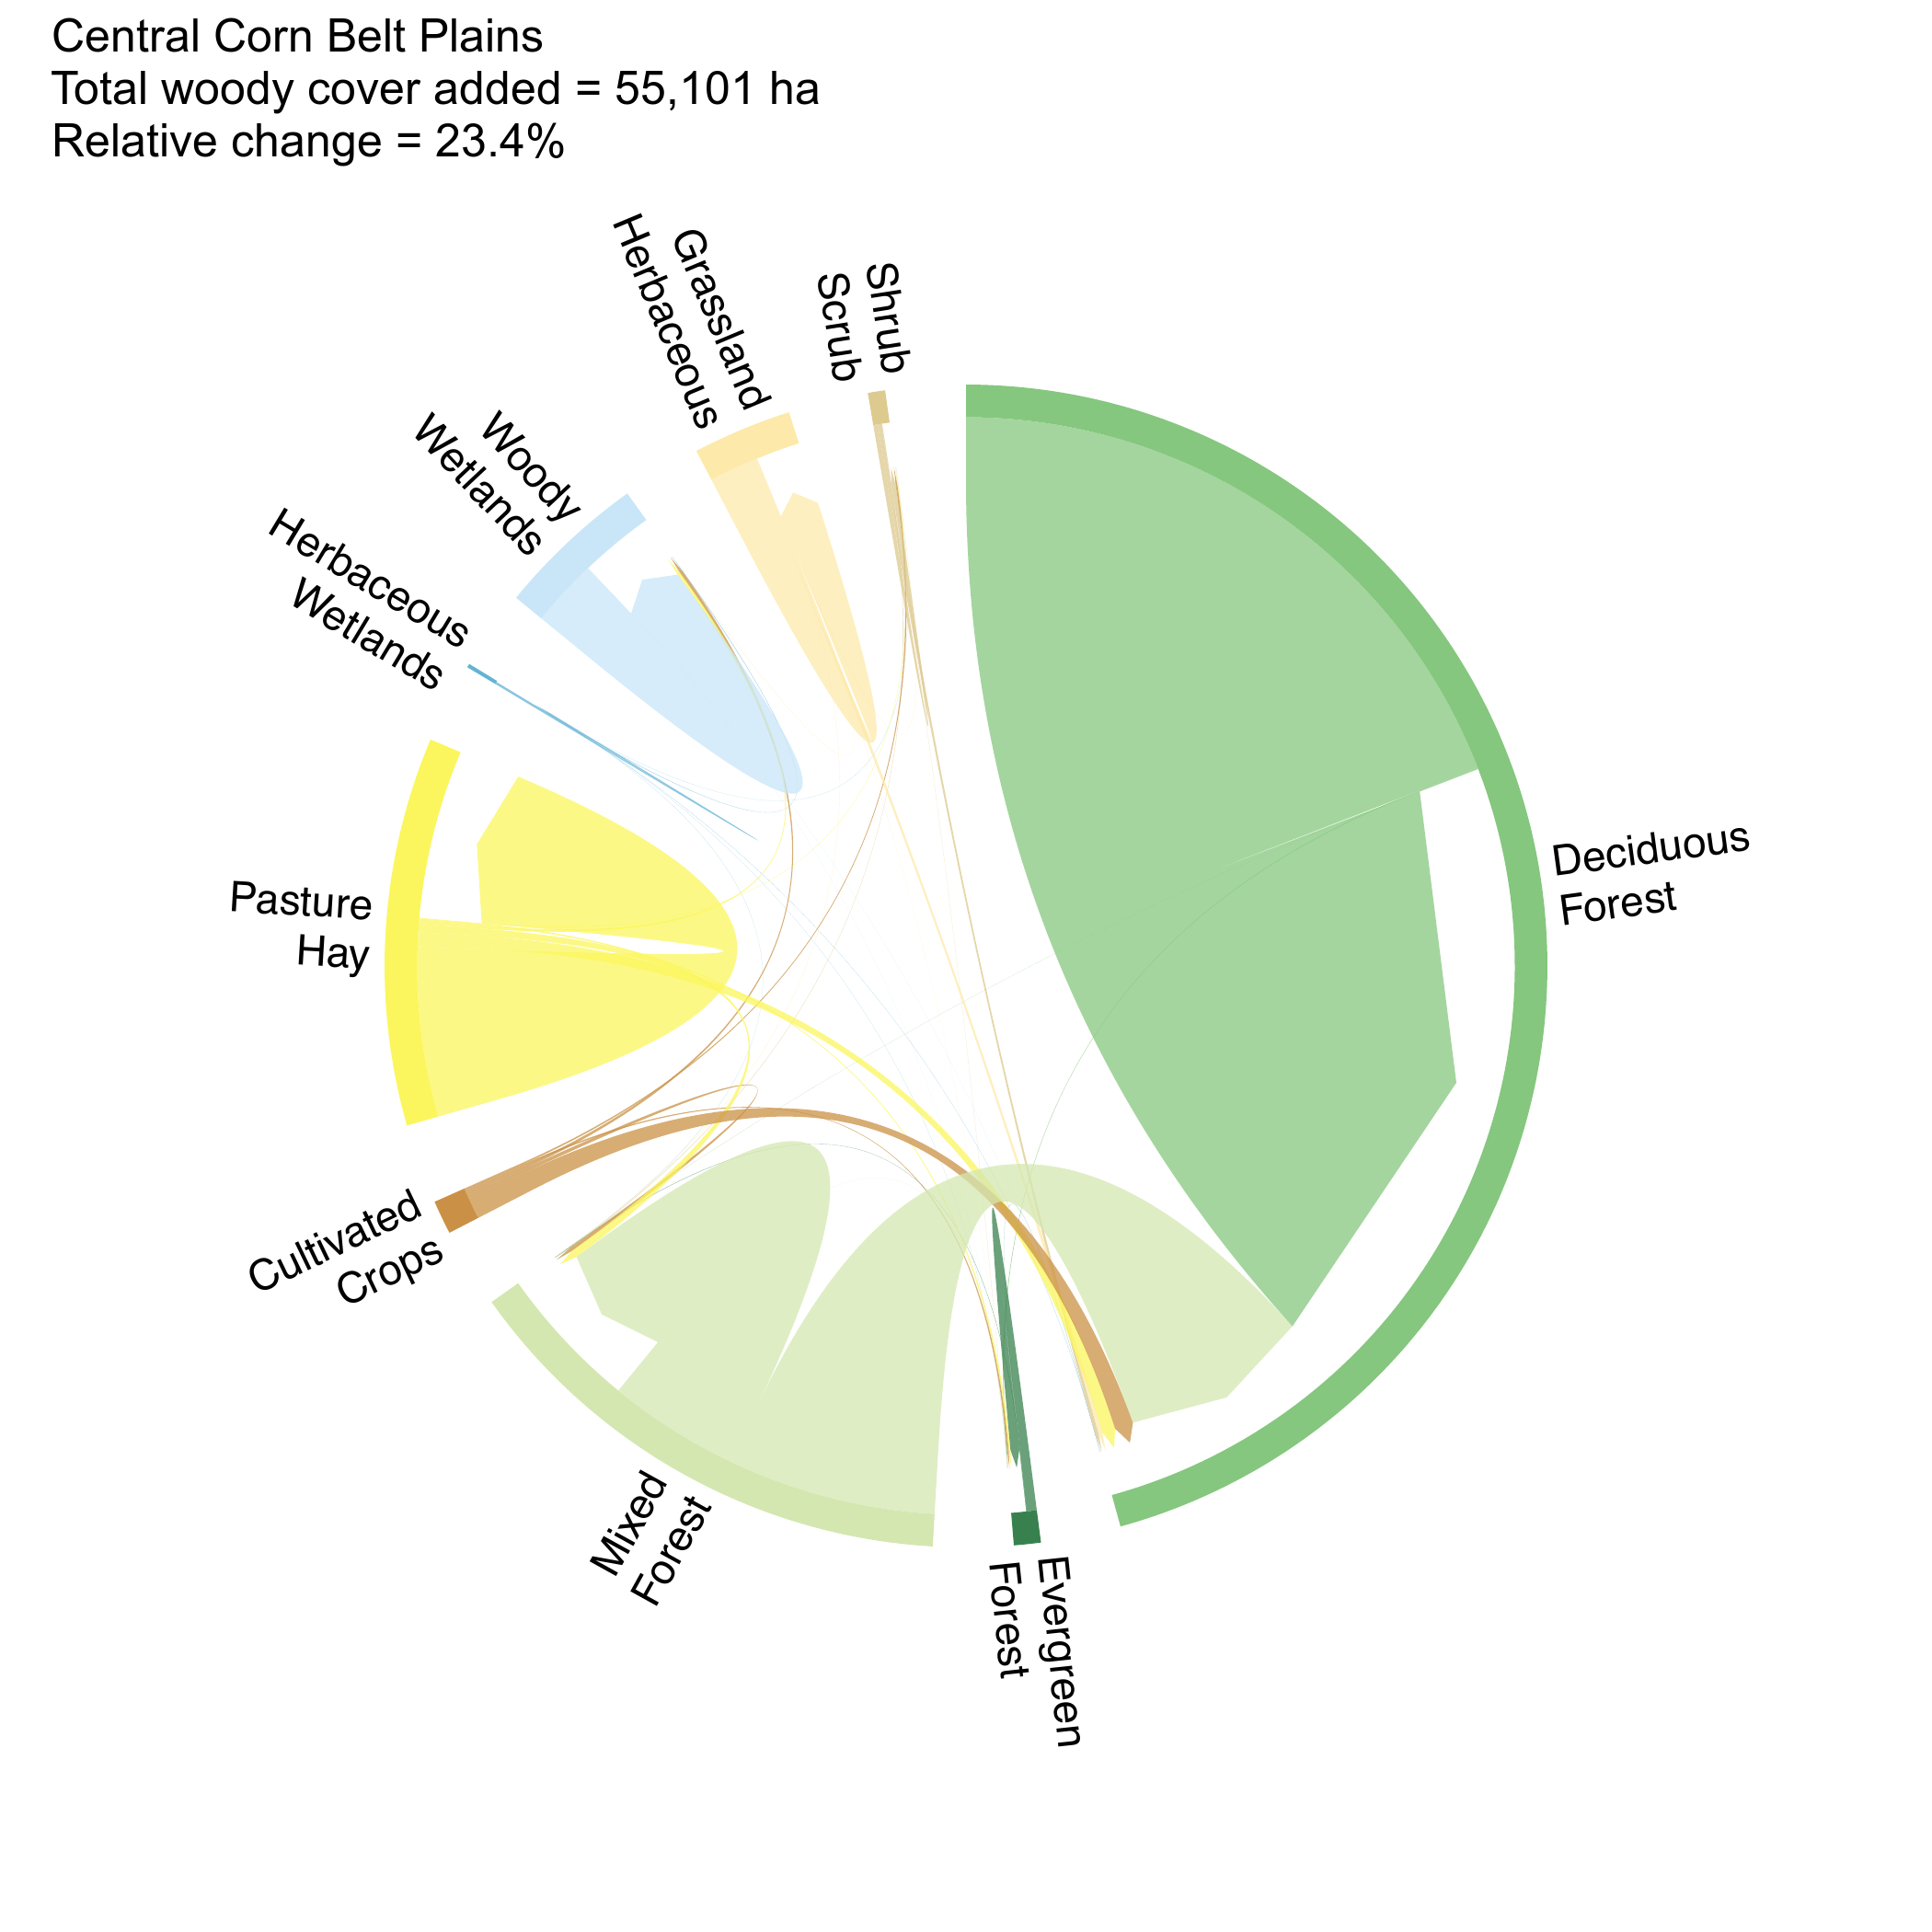 Central Corn Belt Plains
Total woody cover added = 55,101 ha
Relative change = 23.4%
Shrub
Scrub
Grassland
Herbaceous
Woody
Wetlands
Herbaceous
Wetlands
Deciduous
Forest
Pasture
Hay
Cultivated
Crops
Mixed
Forest
Evergreen
Forest